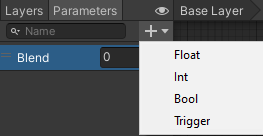 Layers Parameters Base Layer
Name
Blend 0
Float
Int
Bool
Trigger